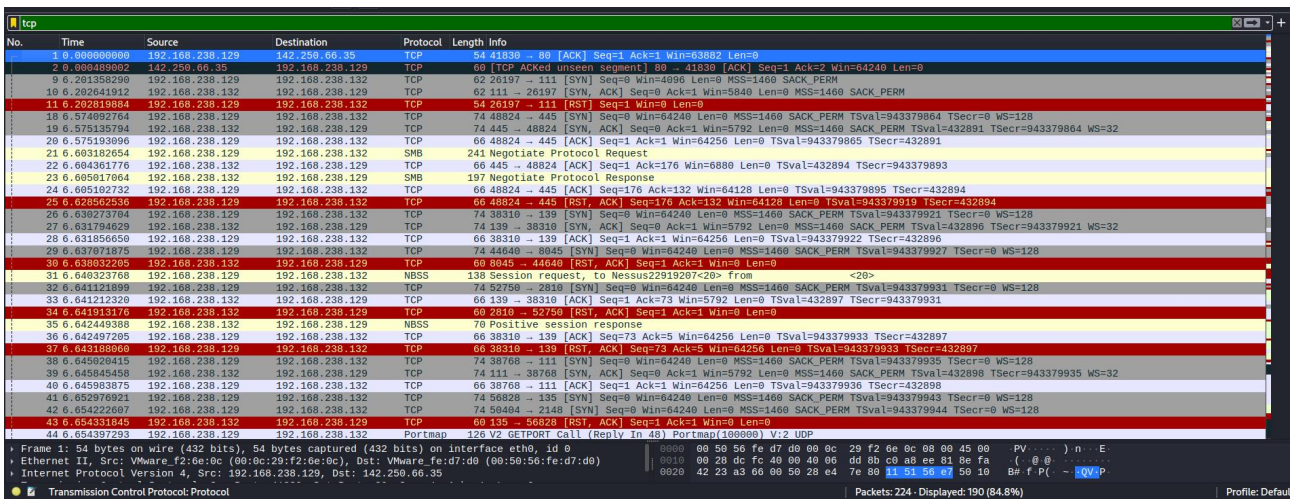 tcp
No. Time Source Destination Protocol Length Info
1 0.000000000 192.168.238.129 142.250.66.35 TCP 54 41830 → 80 [ACK] Seq=1 Ack=1 Win=63882 Len=0
2 0.000489002 142.250.66.35 192.168.238.129 TCP 60 [TCP ACKed unseen segment] 80 → 41830 [ACK] Seq=1 Ack=2 Win=64240 Len=0
9 6.201358290 192.168.238.129 192.168.238.132 TCP 62 26197 → 111 [SYN] Seq=0 Win=4096 Len=0 MSS=1460 SACK_PERM
10 6.202641912 192.168.238.132 192.168.238.129 TCP 62 111 → 26197 [SYN, ACK] Seq=0 Ack=1 Win=5840 Len=0 MSS=1460 SACK_PERM
11 6.202819884 192.168.238.129 192.168.238.132 TCP 54 26197 → 111 [RST] Seq=1 Win=0 Len=0
18 6.574092764 192.168.238.129 192.168.238.132 TCP 74 48824 → 445 [SYN] Seq=0 Win=64240 Len=0 MSS=1460 SACK_PERM TSval=943379864 TSecr=0 WS=128
19 6.575135794 192.168.238.132 192.168.238.129 TCP 74 445 → 48824 [SYN, ACK] Seq=0 Ack=1 Win=5792 Len=0 MSS=1460 SACK_PERM TSval=432891 TSecr=943379864 WS=32
20 6.575193096 192.168.238.129 192.168.238.132 TCP 66 48824 → 445 [ACK] Seq=1 Ack=1 Win=64256 Len=0 TSval=943379865 TSecr=432891
21 6.603182654 192.168.238.129 192.168.238.132 SMB 241 Negotiate Protocol Request
22 6.604361776 192.168.238.132 192.168.238.129 TCP 66 445 → 48824 [ACK] Seq=1 Ack=176 Win=6880 Len=0 TSval=432894 TSecr=943379893
23 6.605017064 192.168.238.132 192.168.238.129 SMB 197 Negotiate Protocol Response
24 6.605102732 192.168.238.129 192.168.238.132 TCP 66 48824 → 445 [ACK] Seq=176 Ack=132 Win=64128 Len=0 TSval=943379895 TSecr=432894
25 6.628562536 192.168.238.129 192.168.238.132 TCP 66 48824 → 445 [RST, ACK] Seq=176 Ack=132 Win=64128 Len=0 TSval=943379919 TSecr=432894
26 6.630273704 192.168.238.129 192.168.238.132 TCP 74 38310 → 139 [SYN] Seq=0 Win=64240 Len=0 MSS=1460 SACK_PERM TSval=943379921 TSecr=0 WS=128
27 6.631794629 192.168.238.132 192.168.238.129 TCP 74 139 → 38310 [SYN, ACK] Seq=0 Ack=1 Win=5792 Len=0 MSS=1460 SACK_PERM TSval=432896 TSecr=943379921 WS=32
28 6.631856650 192.168.238.129 192.168.238.132 TCP 66 38310 → 139 [ACK] Seq=1 Ack=1 Win=64256 Len=0 TSval=943379922 TSecr=432896
29 6.637071875 192.168.238.129 192.168.238.132 TCP 74 44640 → 8045 [SYN] Seq=0 Win=64240 Len=0 MSS=1460 SACK_PERM TSval=943379927 TSecr=0 WS=128
30 6.638032205 192.168.238.132 192.168.238.129 TCP 60 8045 → 44640 [RST, ACK] Seq=1 Ack=1 Win=0 Len=0
31 6.640323768 192.168.238.129 192.168.238.132 NBSS 138 Session request, to Nessus22919207<20> from <20>
32 6.641121899 192.168.238.129 192.168.238.132 TCP 74 52750 → 2810 [SYN] Seq=0 Win=64240 Len=0 MSS=1460 SACK_PERM TSval=943379931 TSecr=0 WS=128
33 6.641212320 192.168.238.132 192.168.238.129 TCP 66 139 → 38310 [ACK] Seq=1 Ack=73 Win=5792 Len=0 TSval=432897 TSecr=943379931
34 6.641913176 192.168.238.132 192.168.238.129 TCP 60 2810 → 52750 [RST, ACK] Seq=1 Ack=1 Win=0 Len=0
35 6.642449388 192.168.238.132 192.168.238.129 NBSS 70 Positive session response
36 6.642497205 192.168.238.129 192.168.238.132 TCP 66 38310 → 139 [ACK] Seq=73 Ack=5 Win=64256 Len=0 TSval=943379933 TSecr=432897
37 6.643188060 192.168.238.129 192.168.238.132 TCP 66 38310 → 139 [RST, ACK] Seq=73 Ack=5 Win=64256 Len=0 TSval=943379933 TSecr=432897
38 6.645020415 192.168.238.129 192.168.238.132 TCP 74 38768 → 111 [SYN] Seq=0 Win=64240 Len=0 MSS=1460 SACK_PERM TSval=943379935 TSecr=0 WS=128
39 6.645845458 192.168.238.132 192.168.238.129 TCP 74 111 → 38768 [SYN, ACK] Seq=0 Ack=1 Win=5792 Len=0 MSS=1460 SACK_PERM TSval=432898 TSecr=943379935 WS=32
40 6.645983875 192.168.238.129 192.168.238.132 TCP 66 38768 → 111 [ACK] Seq=1 Ack=1 Win=64256 Len=0 TSval=943379936 TSecr=432898
41 6.652976921 192.168.238.129 192.168.238.132 TCP 74 56828 → 135 [SYN] Seq=0 Win=64240 Len=0 MSS=1460 SACK_PERM TSval=943379943 TSecr=0 WS=128
42 6.654222607 192.168.238.129 192.168.238.132 TCP 74 50404 → 2148 [SYN] Seq=0 Win=64240 Len=0 MSS=1460 SACK_PERM TSval=943379944 TSecr=0 WS=128
43 6.654331845 192.168.238.132 192.168.238.129 TCP 60 135 → 56828 [RST, ACK] Seq=1 Ack=1 Win=0 Len=0
44 6.654397293 192.168.238.129 192.168.238.132 Portmap 126 V2 GETPORT Call (Reply In 48) Portmap(100000) V:2 UDP
Frame 1: 54 bytes on wire (432 bits), 54 bytes captured (432 bits) on interface eth0, id 0
Ethernet II, Src: VMware_f2:6e:0c (00:0c:29:f2:6e:0c), Dst: VMware_fe:d7:d0 (00:50:56:fe:d7:d0)
Internet Protocol Version 4, Src: 192.168.238.129, Dst: 142.250.66.35
0000 00 50 56 fe d7 d0 00 0c 29 f2 6e 0c 08 00 45 00 ·PV·····)·n···E·
0010 00 28 dc fc 40 00 40 06 dd 8b c0 a8 ee 81 8e fa ·(··@·@·········
0020 42 23 a3 66 00 50 28 e4 7e 80 11 51 56 e7 50 10 B#·f·P(·~··QV·P·
Transmission Control Protocol: Protocol
Packets: 224 · Displayed: 190 (84.8%)
Profile: Defaul